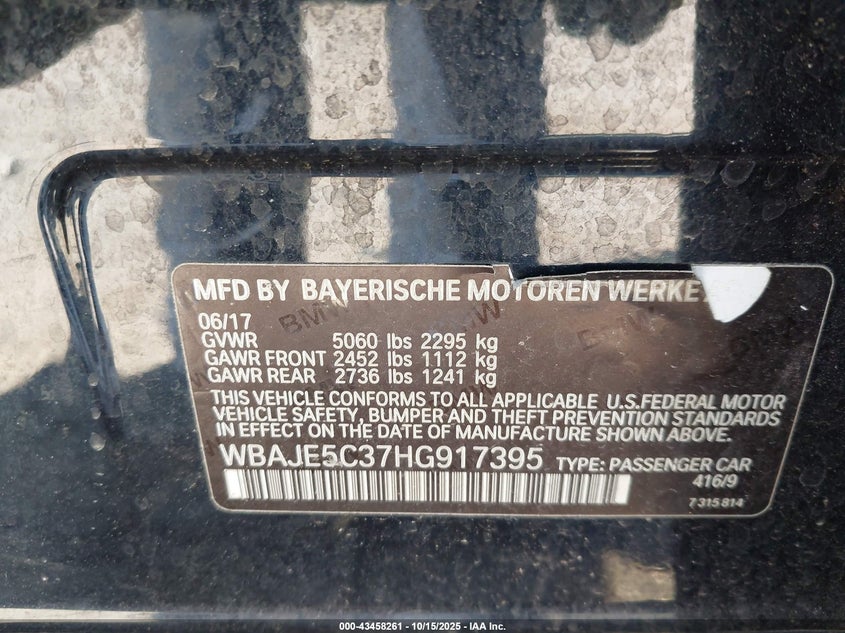 MFD BY BAYERISCHE MOTOREN WERKE
06/17
GVWR 5060 lbs 2295 kg
GAWR FRONT 2452 lbs 1112 kg
GAWR REAR 2736 lbs 1241 kg
THIS VEHICLE CONFORMS TO ALL APPLICABLE U.S.FEDERAL MOTOR
VEHICLE SAFETY, BUMPER AND THEFT PREVENTION STANDARDS
IN EFFECT ON THE DATE OF MANUFACTURE SHOWN ABOVE.
WBAJE5C37HG917395 TYPE: PASSENGER CAR
416/9
7 315 814
000-43458261 - 10/15/2025 - IAA Inc.